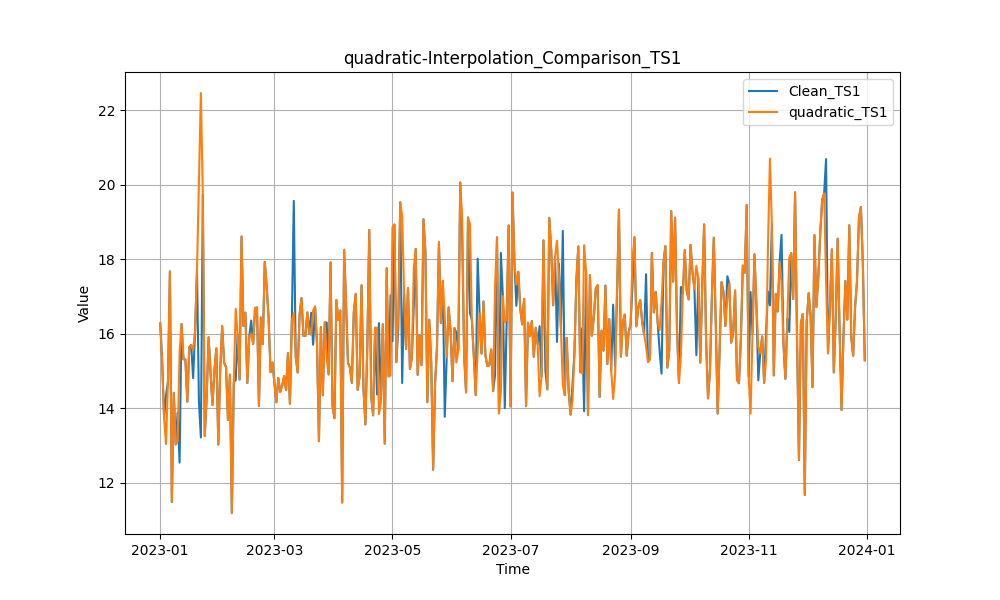 quadratic-Interpolation_Comparison_TS1
Clean_TS1
quadratic_TS1
Value
22
20
18
16
14
12
2023-01
2023-03
2023-05
2023-07
2023-09
2023-11
2024-01
Time